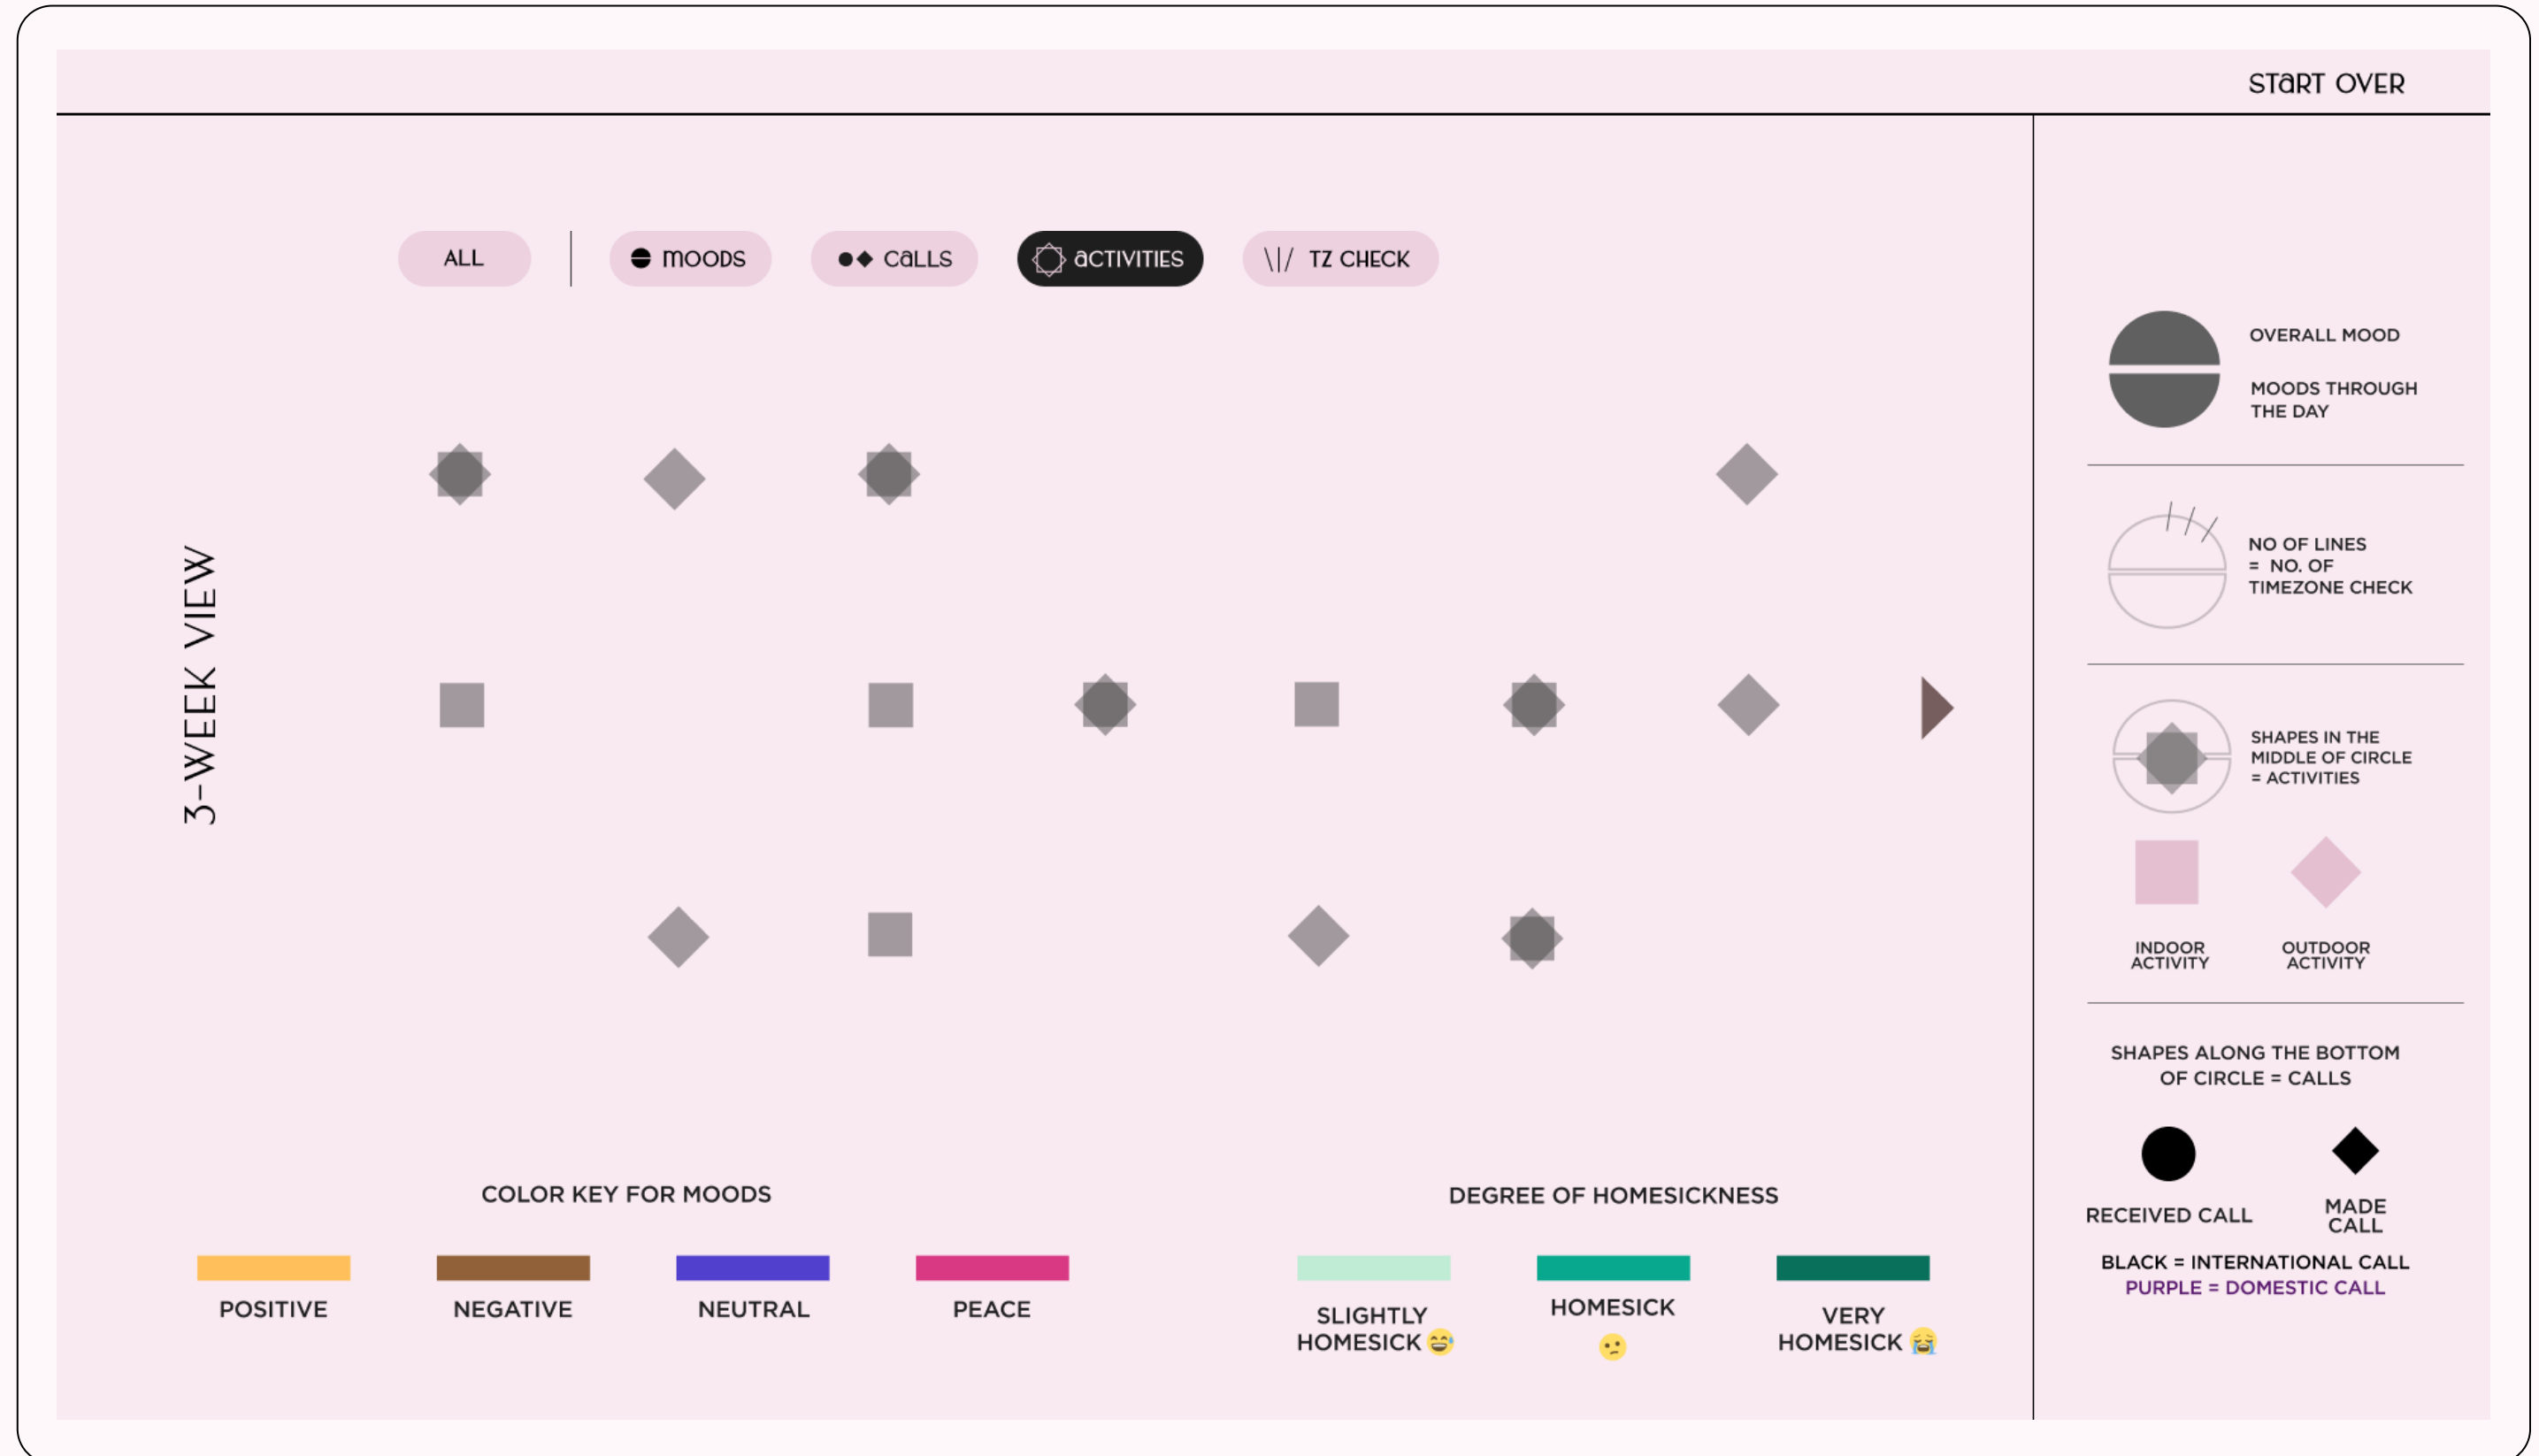 START OVER
ALL
MOODS
CALLS
ACTIVITIES
TZ CHECK
3-WEEK VIEW
OVERALL MOOD
MOODS THROUGH
THE DAY
NO OF LINES
= NO. OF
TIMEZONE CHECK
SHAPES IN THE
MIDDLE OF CIRCLE
= ACTIVITIES
INDOOR
ACTIVITY
OUTDOOR
ACTIVITY
SHAPES ALONG THE BOTTOM
OF CIRCLE = CALLS
RECEIVED CALL
MADE
CALL
BLACK = INTERNATIONAL CALL
PURPLE = DOMESTIC CALL
COLOR KEY FOR MOODS
POSITIVE
NEGATIVE
NEUTRAL
PEACE
DEGREE OF HOMESICKNESS
SLIGHTLY
HOMESICK 😅
HOMESICK
🫤
VERY
HOMESICK 😭